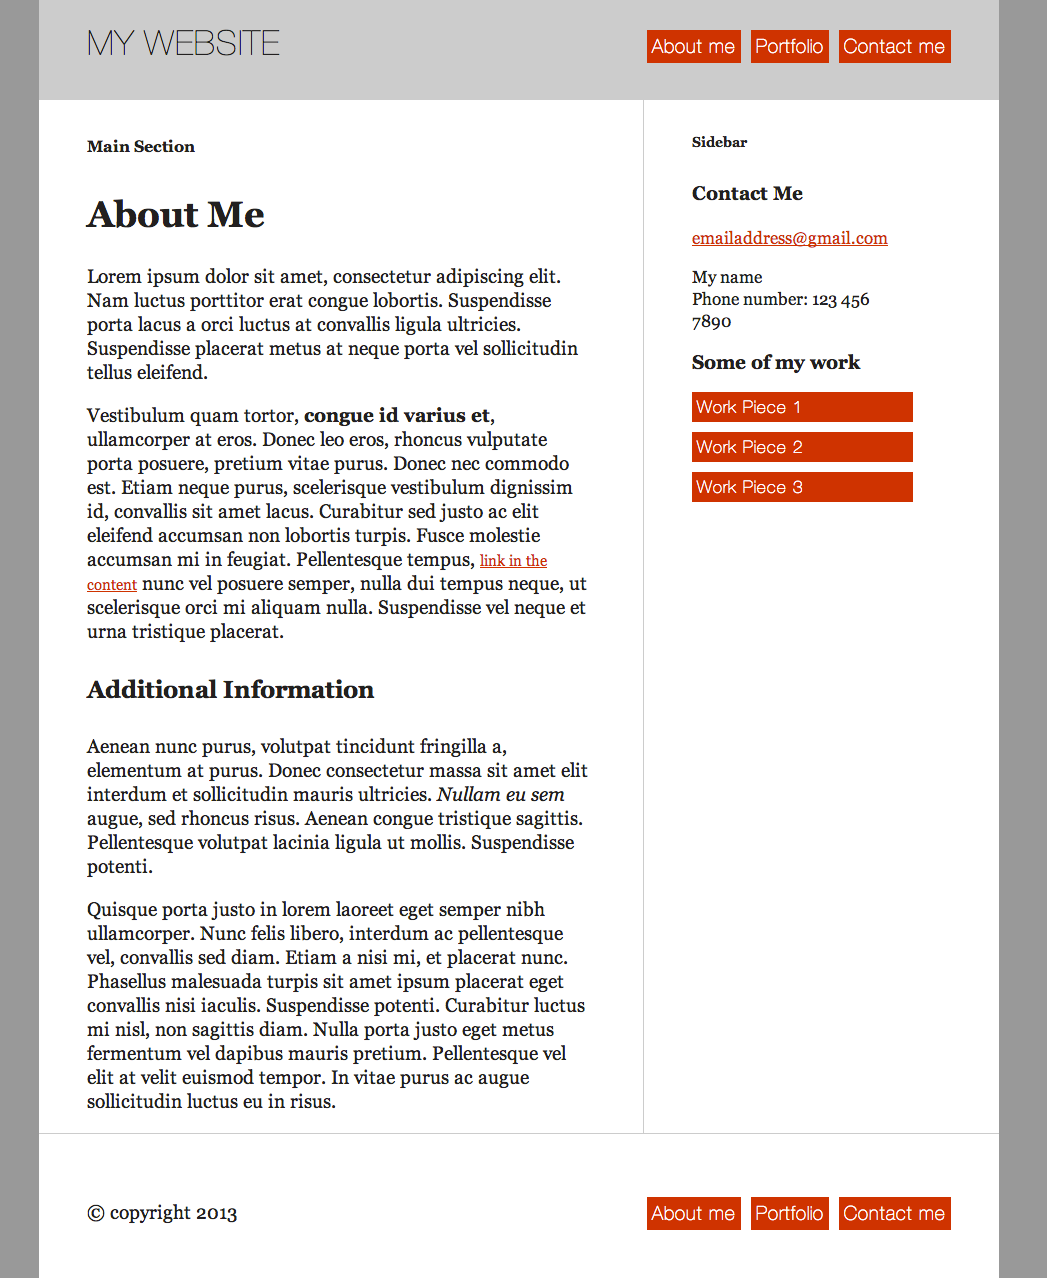 MY WEBSITE
About me Portfolio Contact me
Main Section
About Me
Lorem ipsum dolor sit amet, consectetur adipiscing elit.
Nam luctus porttitor erat congue lobortis. Suspendisse
porta lacus a orci luctus at convallis ligula ultricies.
Suspendisse placerat metus at neque porta vel sollicitudin
tellus eleifend.
Vestibulum quam tortor, congue id varius et,
ullamcorper at eros. Donec leo eros, rhoncus vulputate
porta posuere, pretium vitae purus. Donec nec commodo
est. Etiam neque purus, scelerisque vestibulum dignissim
id, convallis sit amet lacus. Curabitur sed justo ac elit
eleifend accumsan non lobortis turpis. Fusce molestie
accumsan mi in feugiat. Pellentesque tempus, link in the
content nunc vel posuere semper, nulla dui tempus neque, ut
scelerisque orci mi aliquam nulla. Suspendisse vel neque et
urna tristique placerat.
Additional Information
Aenean nunc purus, volutpat tincidunt fringilla a,
elementum at purus. Donec consectetur massa sit amet elit
interdum et sollicitudin mauris ultricies. Nullam eu sem
augue, sed rhoncus risus. Aenean congue tristique sagittis.
Pellentesque volutpat lacinia ligula ut mollis. Suspendisse
potenti.
Quisque porta justo in lorem laoreet eget semper nibh
ullamcorper. Nunc felis libero, interdum ac pellentesque
vel, convallis sed diam. Etiam a nisi mi, et placerat nunc.
Phasellus malesuada turpis sit amet ipsum placerat eget
convallis nisi iaculis. Suspendisse potenti. Curabitur luctus
mi nisl, non sagittis diam. Nulla porta justo eget metus
fermentum vel dapibus mauris pretium. Pellentesque vel
elit at velit euismod tempor. In vitae purus ac augue
sollicitudin luctus eu in risus.
Sidebar
Contact Me
emailaddress@gmail.com
My name
Phone number: 123 456
7890
Some of my work
Work Piece 1
Work Piece 2
Work Piece 3
© copyright 2013
About me Portfolio Contact me